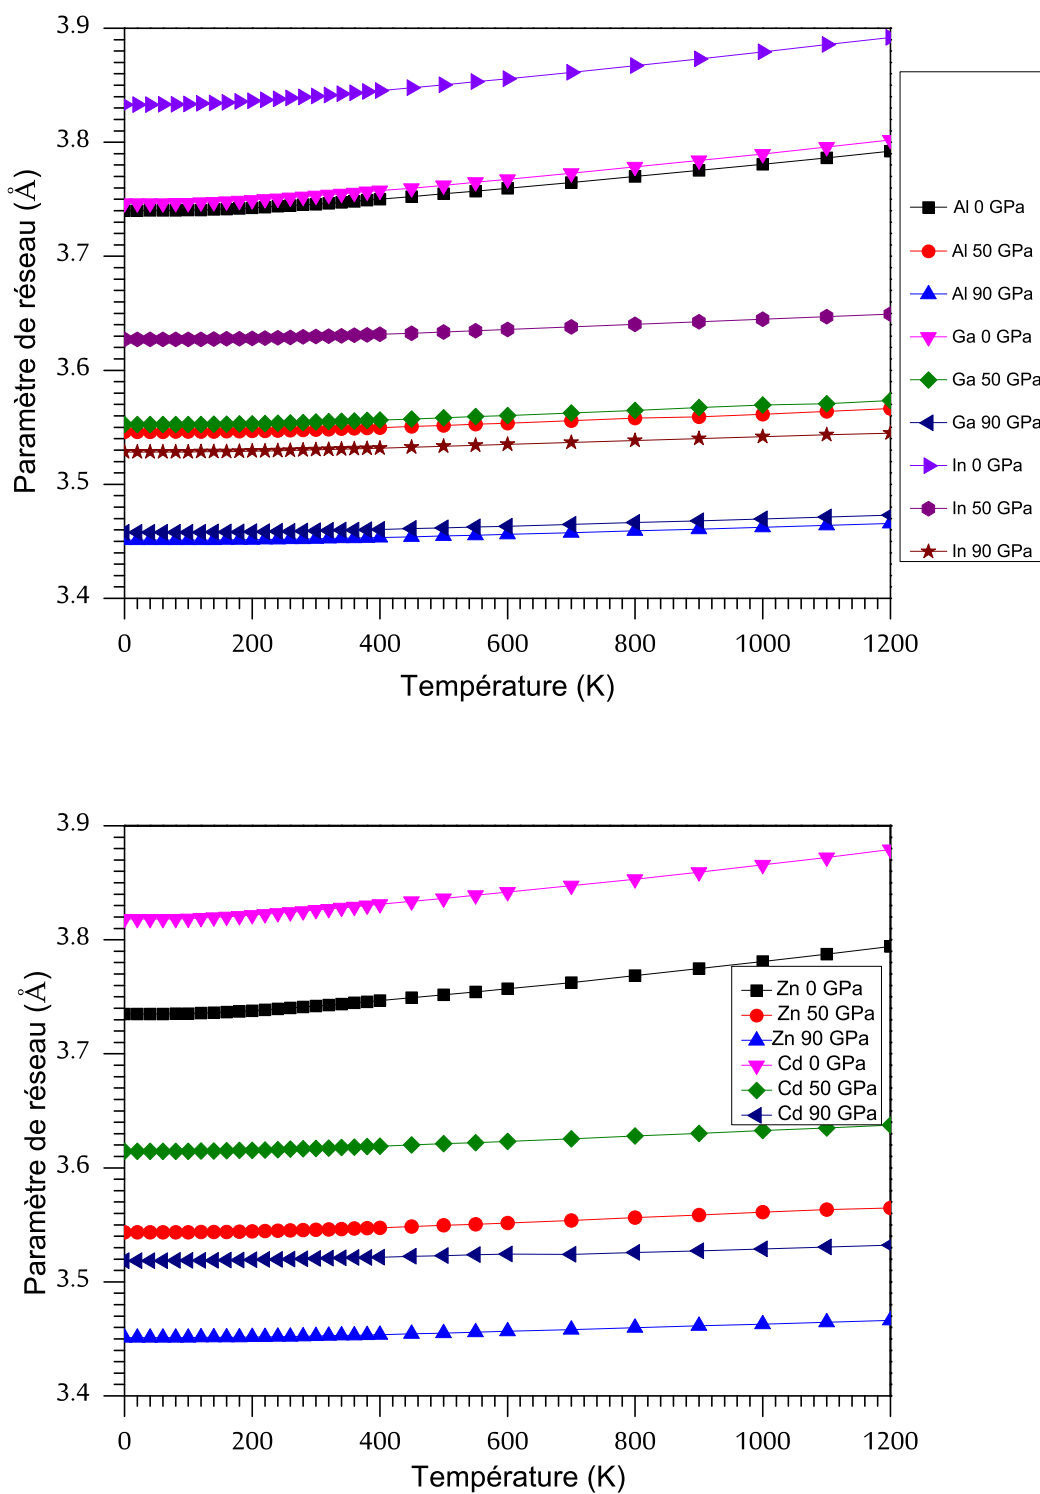 3.9
3.8
3.7
3.6
3.5
3.4
Paramètre de réseau (Å)
0 200 400 600 800 1000 1200
Température (K)
Al 0 GPa
Al 50 GPa
Al 90 GPa
Ga 0 GPa
Ga 50 GPa
Ga 90 GPa
In 0 GPa
In 50 GPa
In 90 GPa
3.9
3.8
3.7
3.6
3.5
3.4
Paramètre de réseau (Å)
Zn 0 GPa
Zn 50 GPa
Zn 90 GPa
Cd 0 GPa
Cd 50 GPa
Cd 90 GPa
0 200 400 600 800 1000 1200
Température (K)